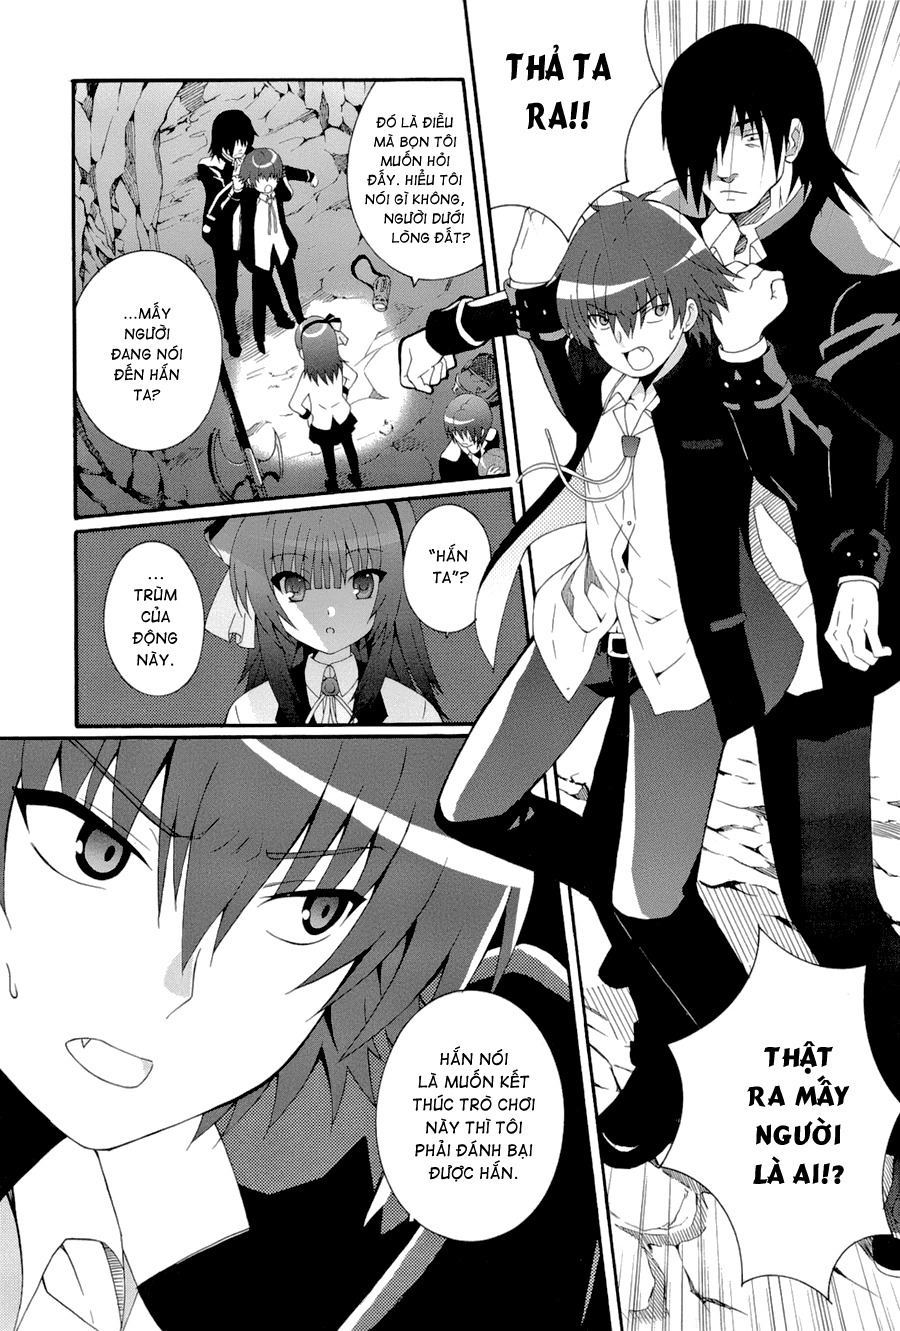 THẢ TA
RA!!
THẬT
RA MẤY
NGƯỜI
LÀ AI!?
ĐÓ LÀ ĐIỀU
MÀ BỌN TÔI
MUỐN HỎI
ĐẤY. HIỂU TÔI
NÓI GÌ KHÔNG,
NGƯỜI DƯỚI
LÒNG ĐẤT?
...MẤY
NGƯỜI
ĐANG NÓI
ĐẾN HẮN
TA?
“HẮN
TA”?
...
TRÙM
CỦA
ĐỘNG
NÀY.
HẮN NÓI
LÀ MUỐN KẾT
THÚC TRÒ CHƠI
NÀY THÌ TÔI
PHẢI ĐÁNH BẠI
ĐƯỢC HẮN.